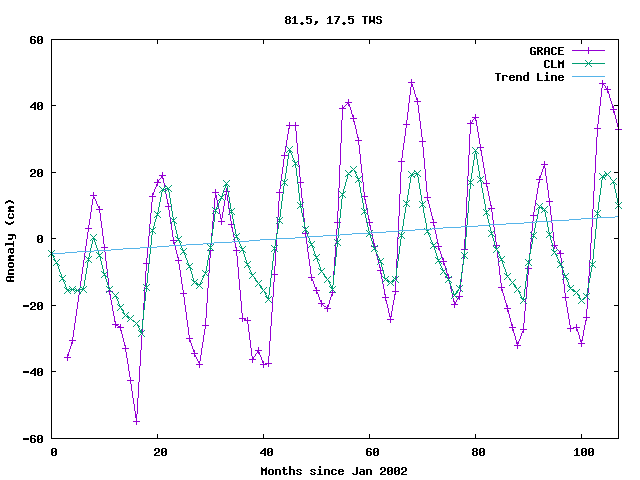 81.5, 17.5 TWS
GRACE
CLM
Trend Line
60
40
20
0
-20
-40
-60
Anomaly (cm)
0 20 40 60 80 100
Months since Jan 2002